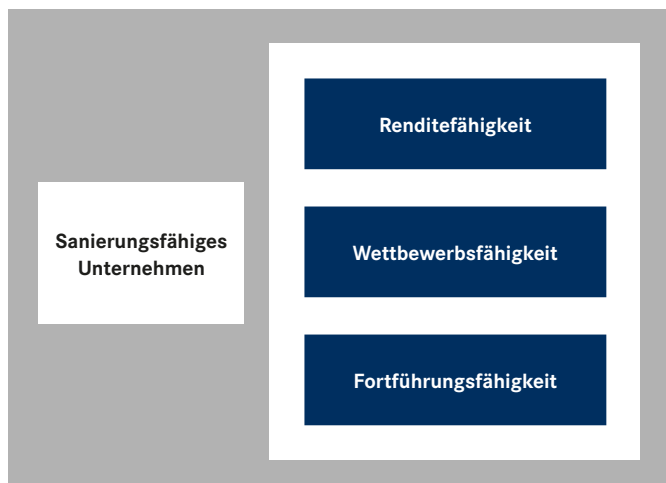 Sanierungsfähiges
Unternehmen
Renditefähigkeit
Wettbewerbsfähigkeit
Fortführungsfähigkeit